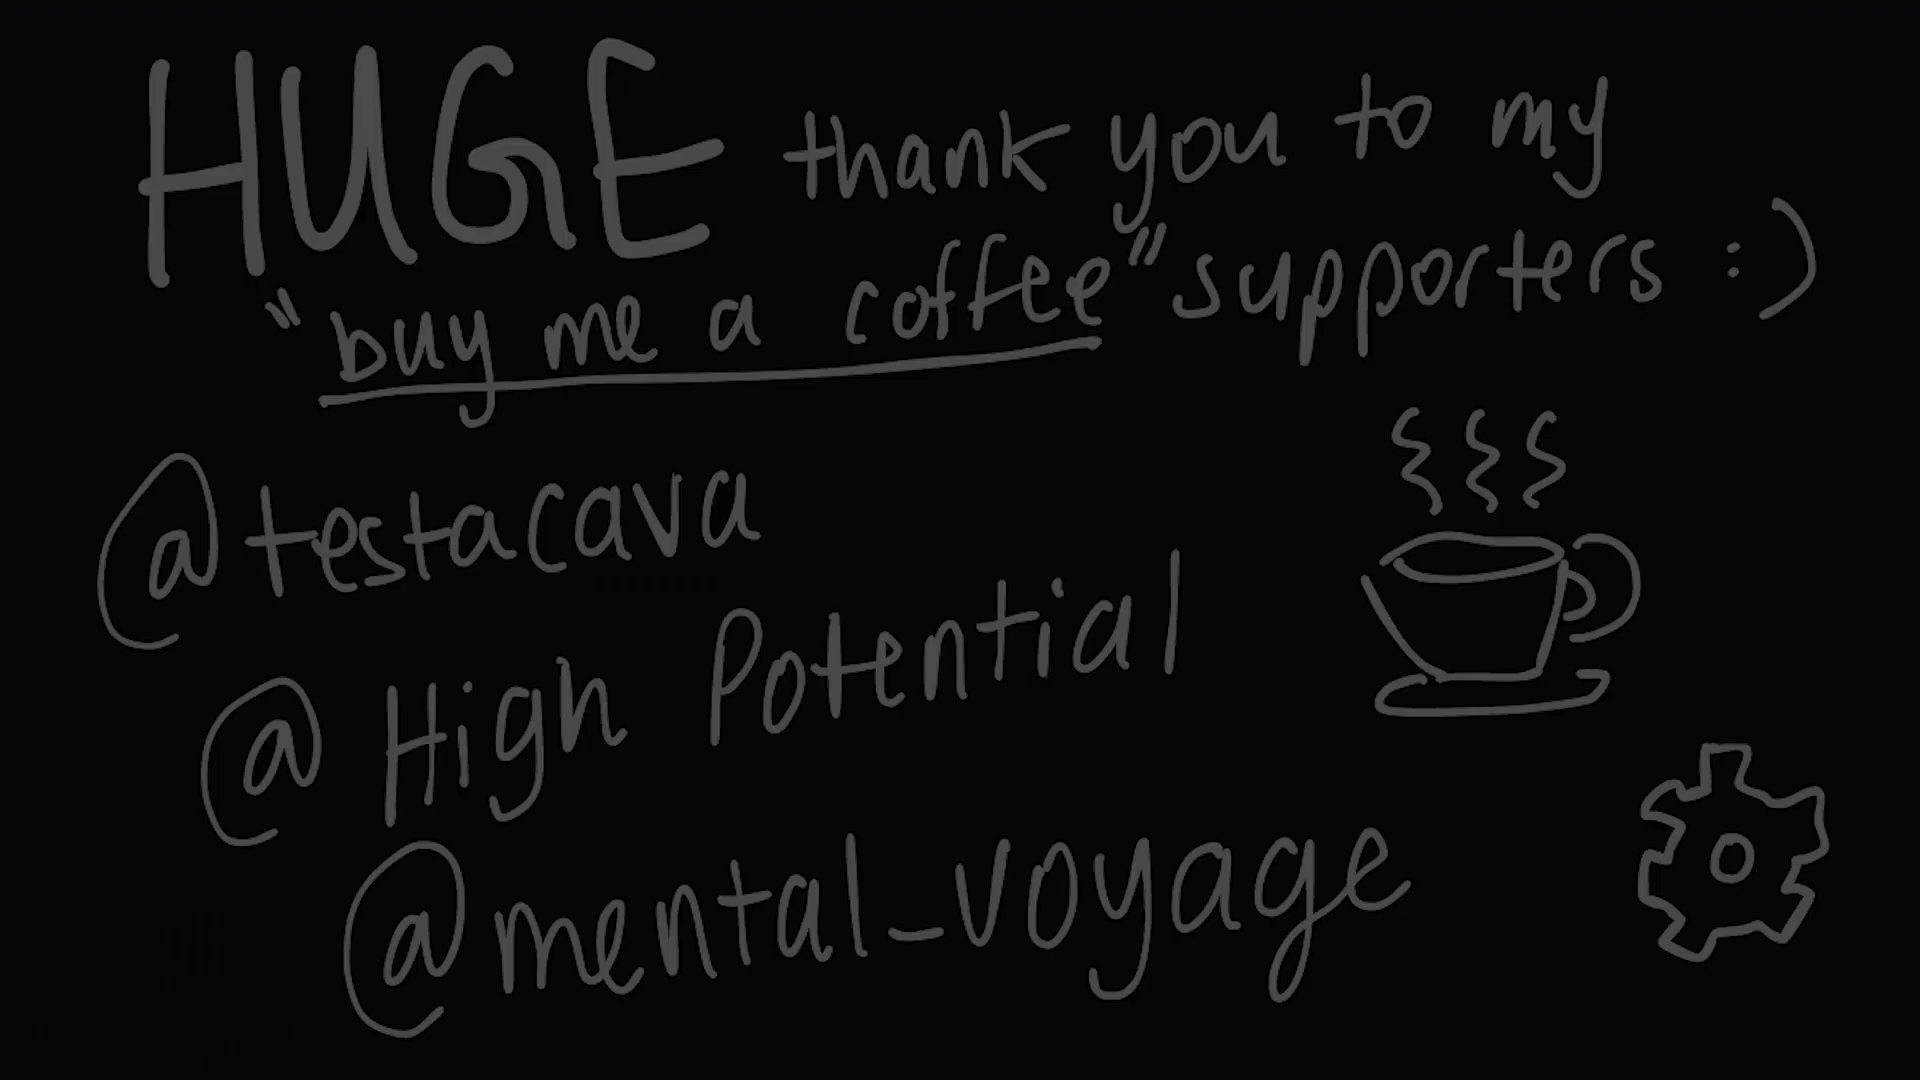 HUGE thank you to my
"buy me a coffee" supporters :)
@testacava
@High Potential
@mental_voyage